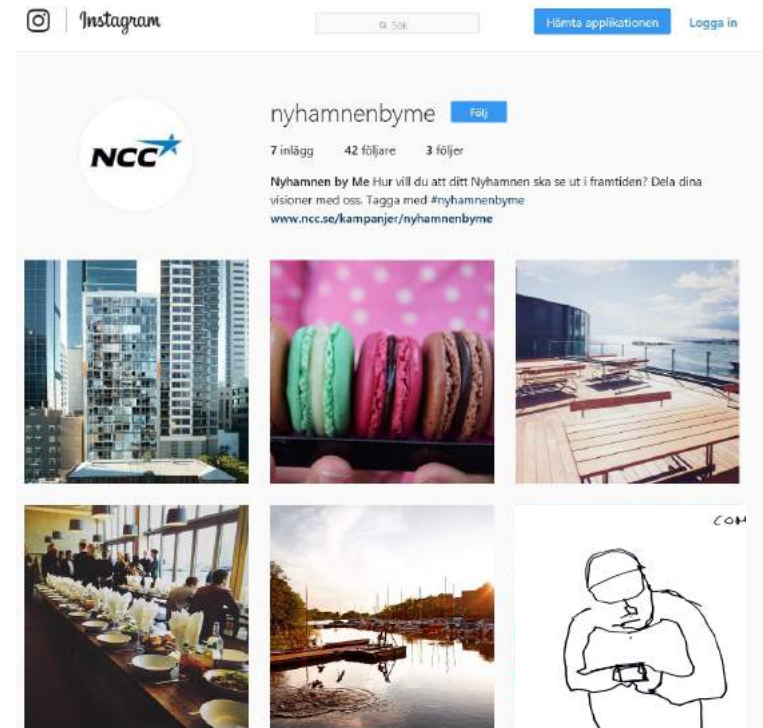 Instagram
Sök
Hämta applikationen
Logga in
NCC
nyhamnenbyme
Följ
7 inlägg 42 följare 3 följer
Nyhamnen by Me Hur vill du att ditt Nyhamnen ska se ut i framtiden? Dela dina
visioner med oss. Tagga med #nyhamnenbyme
www.ncc.se/kampanjer/nyhamnenbyme
COM